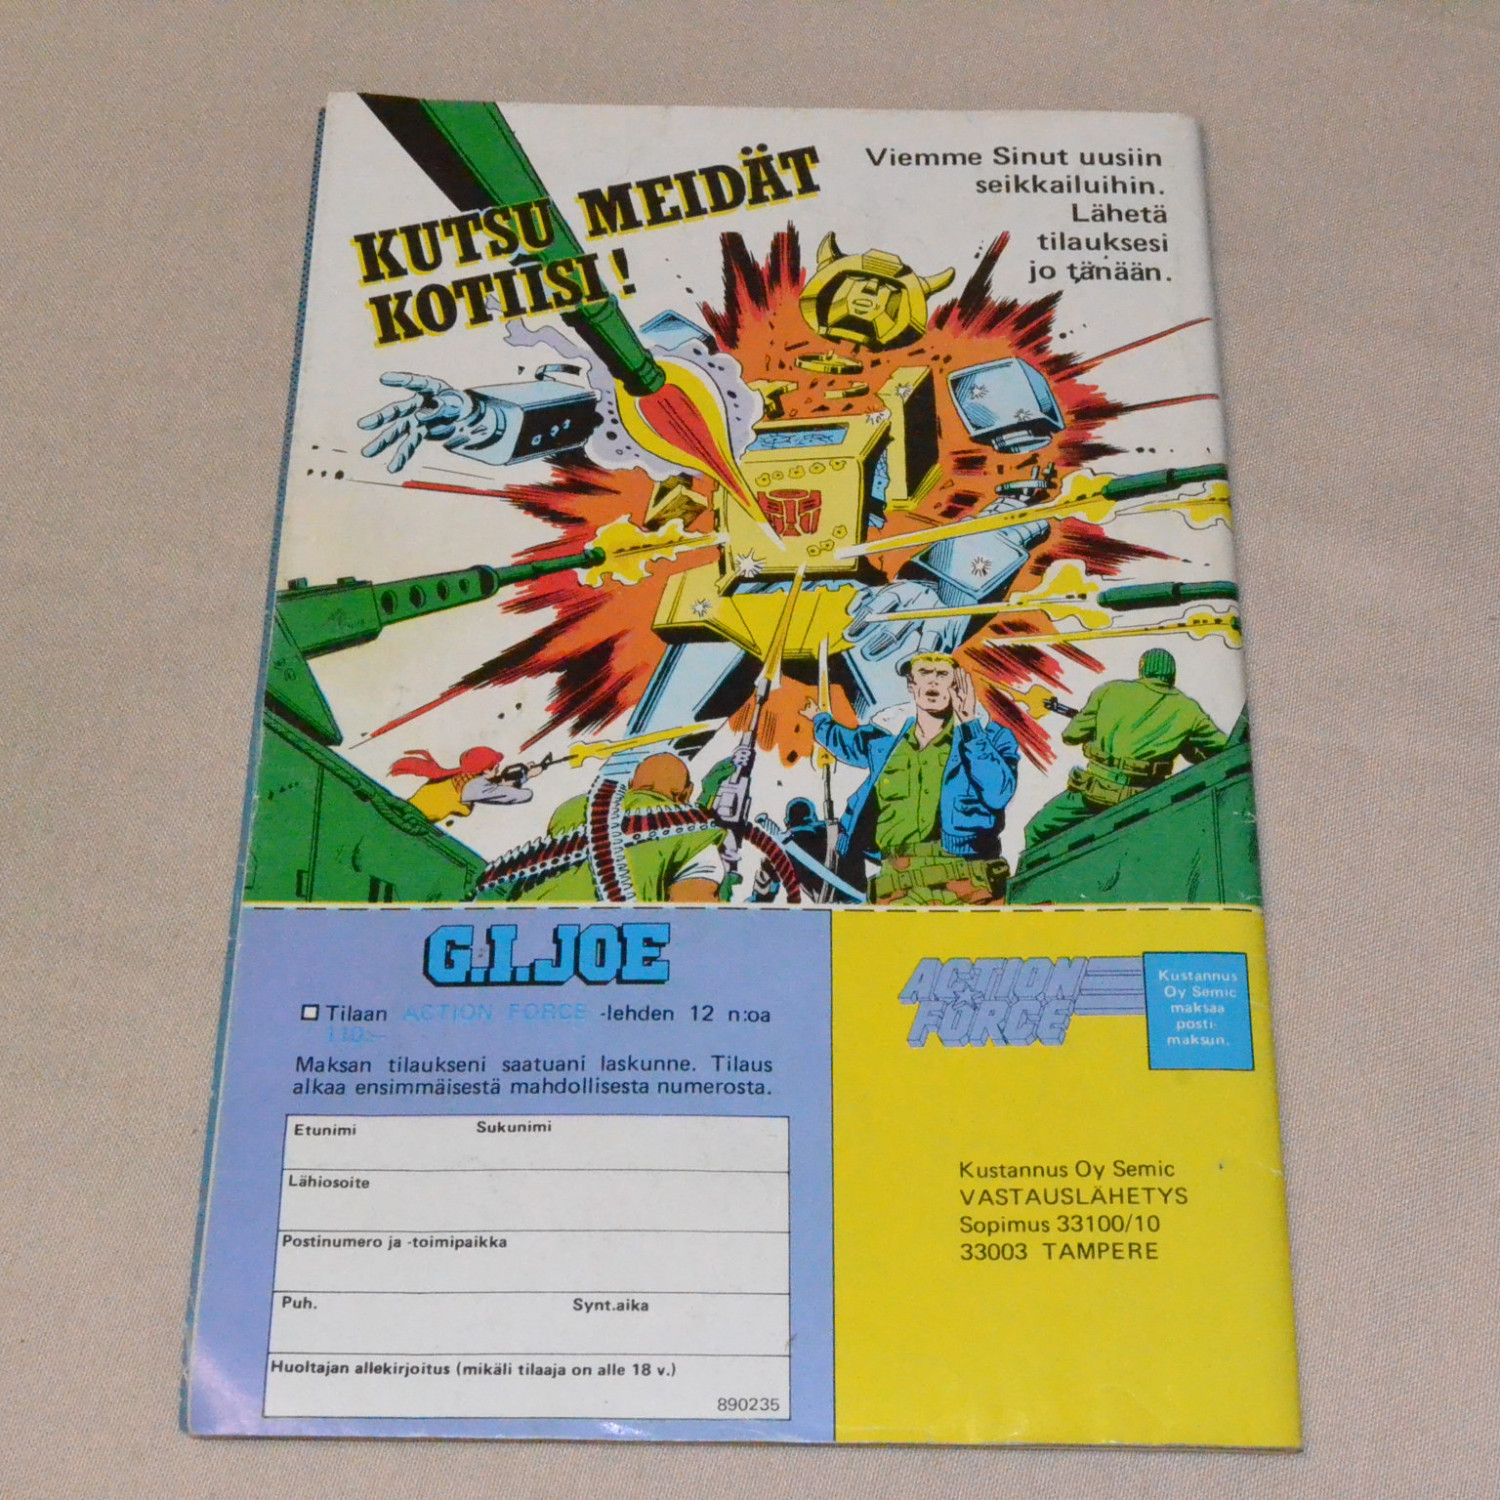 KUTSU MEIDÄT
KOTIISI!
Viemme Sinut uusiin
seikkailuihin.
Lähetä
tilauksesi
jo tänään.
G.I.JOE
Tilaan ACTION FORCE -lehden 12 n:oa
110:-
Maksan tilaukseni saatuani laskunne. Tilaus
alkaa ensimmäisestä mahdollisesta numerosta.
Etunimi Sukunimi
Lähiosoite
Postinumero ja -toimipaikka
Puh. Synt.aika
Huoltajan allekirjoitus (mikäli tilaaja on alle 18 v.)
890235
ACTION
FORCE
Kustannus
Oy Semic
maksaa
posti-
maksun.
Kustannus Oy Semic
VASTAUSLÄHETYS
Sopimus 33100/10
33003 TAMPERE